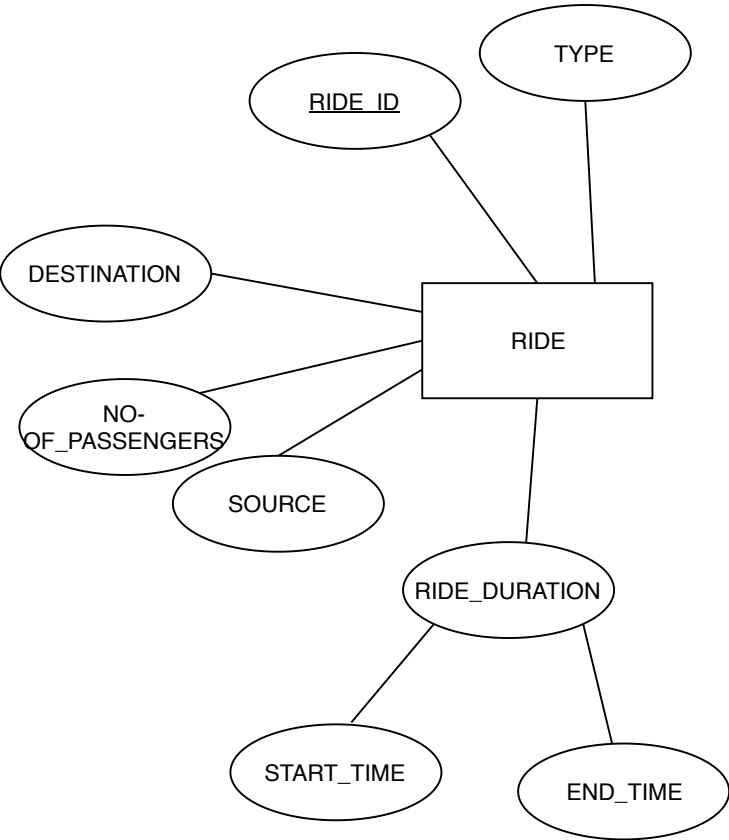 TYPE
RIDE_ID
DESTINATION
RIDE
NO-
OF_PASSENGERS
SOURCE
RIDE_DURATION
START_TIME
END_TIME